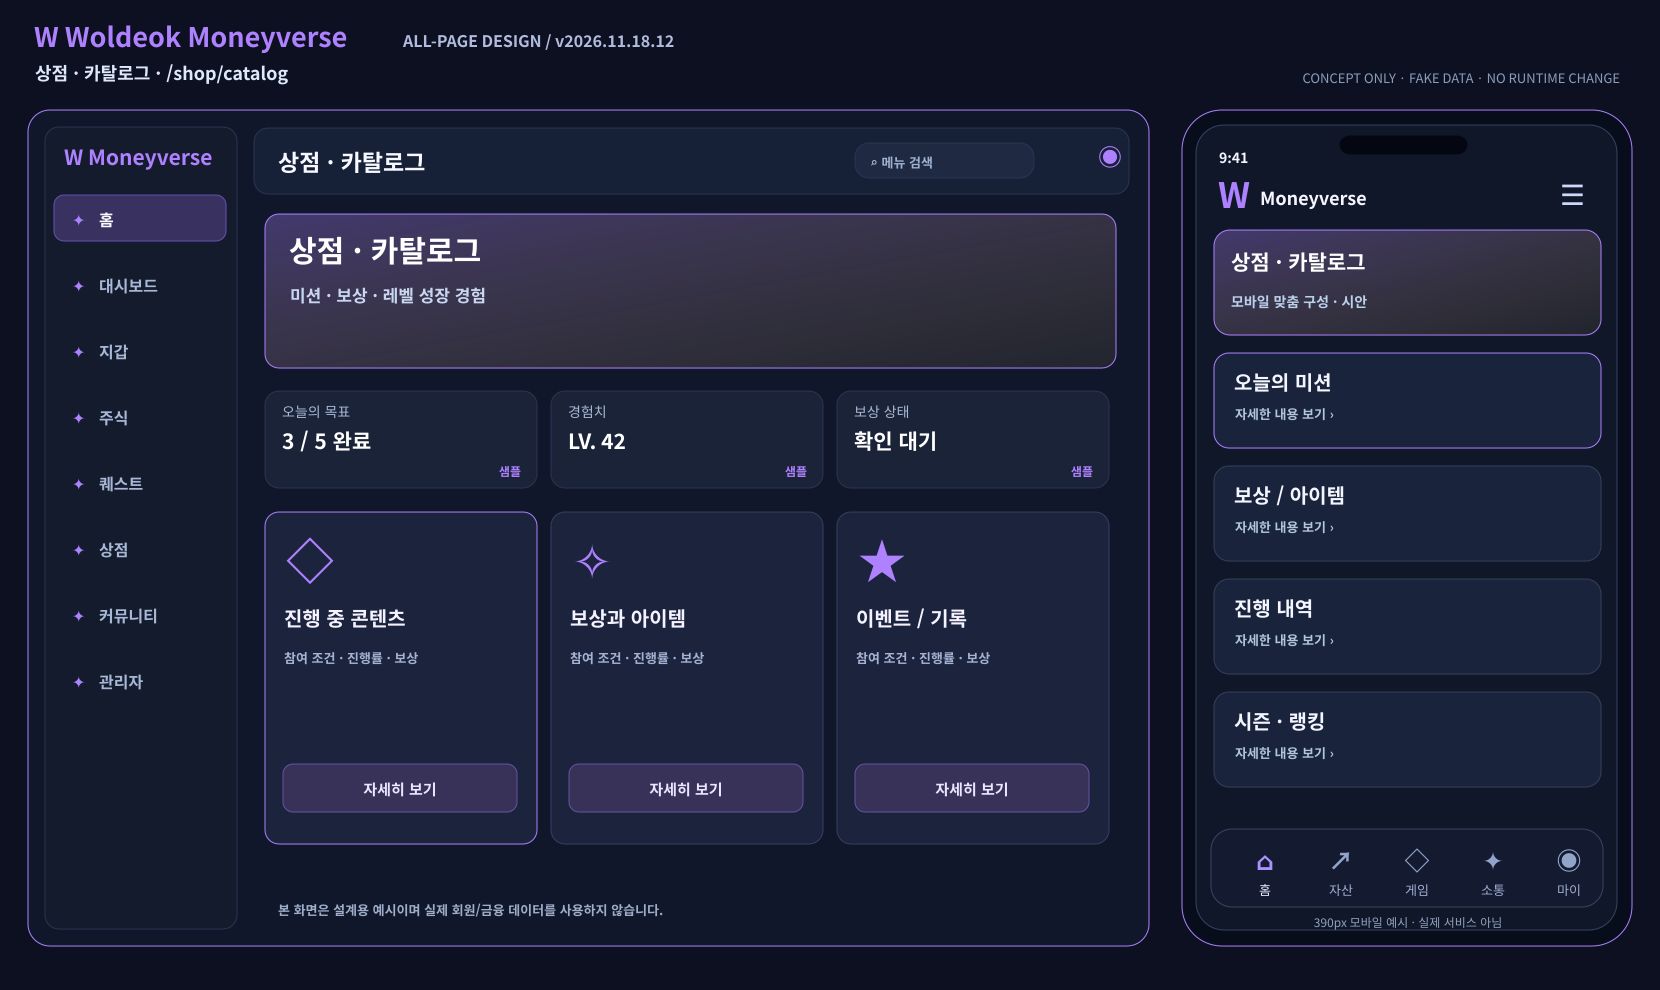 W Woldeok Moneyverse
ALL-PAGE DESIGN / v2026.11.18.12
상점 · 카탈로그 · /shop/catalog
CONCEPT ONLY · FAKE DATA · NO RUNTIME CHANGE
W Moneyverse
홈
대시보드
지갑
주식
퀘스트
상점
커뮤니티
관리자
상점 · 카탈로그
메뉴 검색
상점 · 카탈로그
미션 · 보상 · 레벨 성장 경험
오늘의 목표
3 / 5 완료
샘플
경험치
LV. 42
샘플
보상 상태
확인 대기
샘플
진행 중 콘텐츠
참여 조건 · 진행률 · 보상
자세히 보기
보상과 아이템
참여 조건 · 진행률 · 보상
자세히 보기
이벤트 / 기록
참여 조건 · 진행률 · 보상
자세히 보기
본 화면은 설계용 예시이며 실제 회원/금융 데이터를 사용하지 않습니다.
9:41
W Moneyverse
상점 · 카탈로그
모바일 맞춤 구성 · 시안
오늘의 미션
자세한 내용 보기 ›
보상 / 아이템
자세한 내용 보기 ›
진행 내역
자세한 내용 보기 ›
시즌 · 랭킹
자세한 내용 보기 ›
홈
자산
게임
소통
마이
390px 모바일 예시 · 실제 서비스 아님